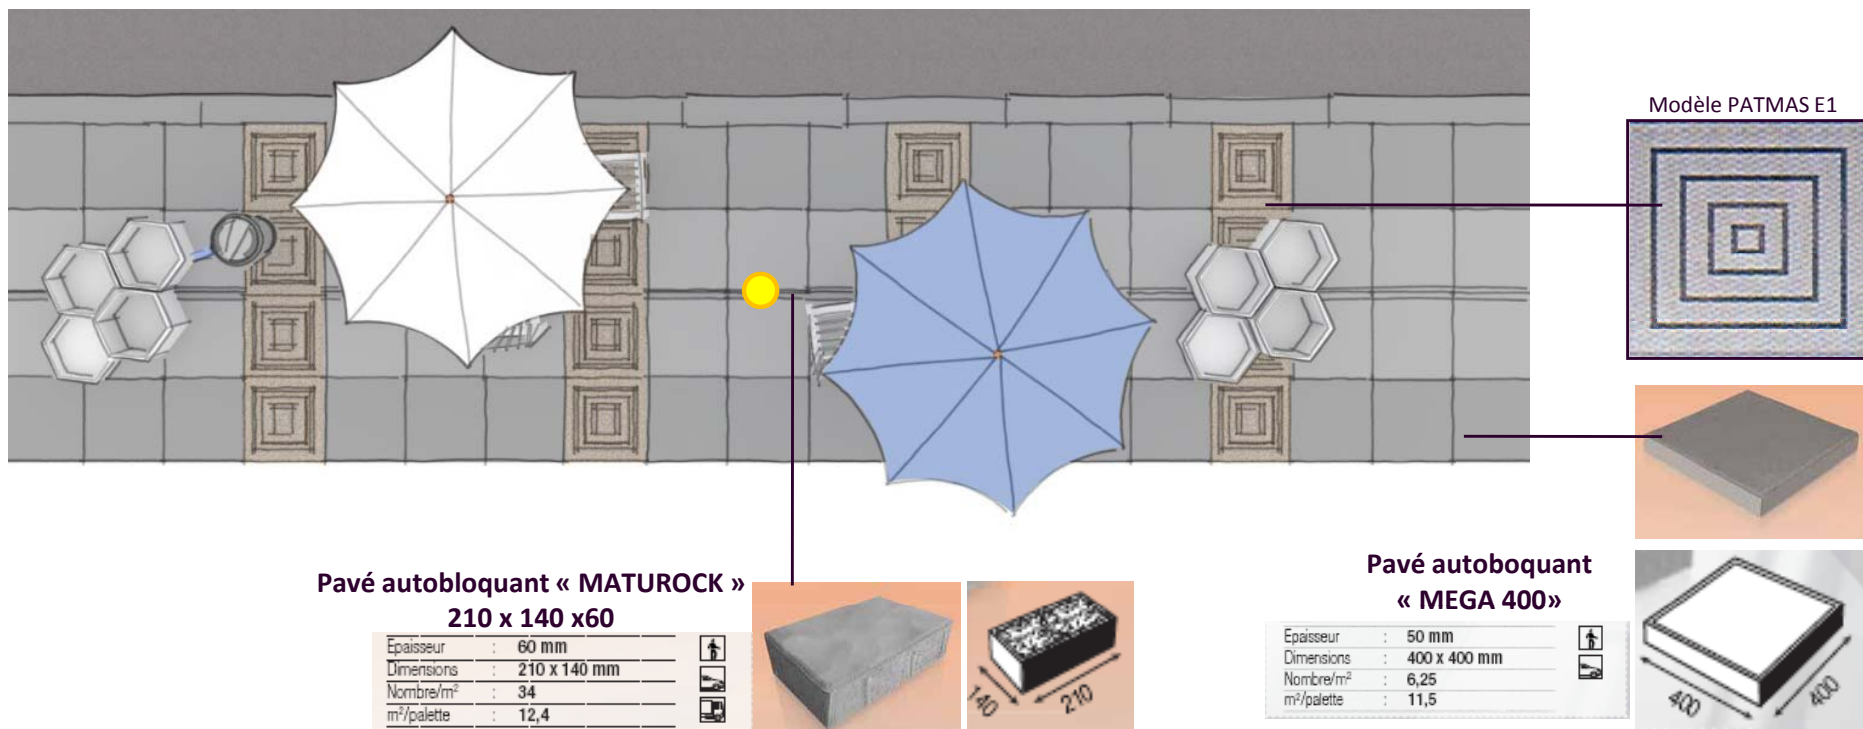 Modèle PATMAS E1
Pavé autobloquant « MATUROCK »
210 x 140 x60
Epaisseur : 60 mm
Dimensions : 210 x 140 mm
Nombre/m² : 34
m²/palette : 12,4
140
210
Pavé autoboquant
« MEGA 400»
Epaisseur : 50 mm
Dimensions : 400 x 400 mm
Nombre/m² : 6,25
m²/palette : 11,5
400
400